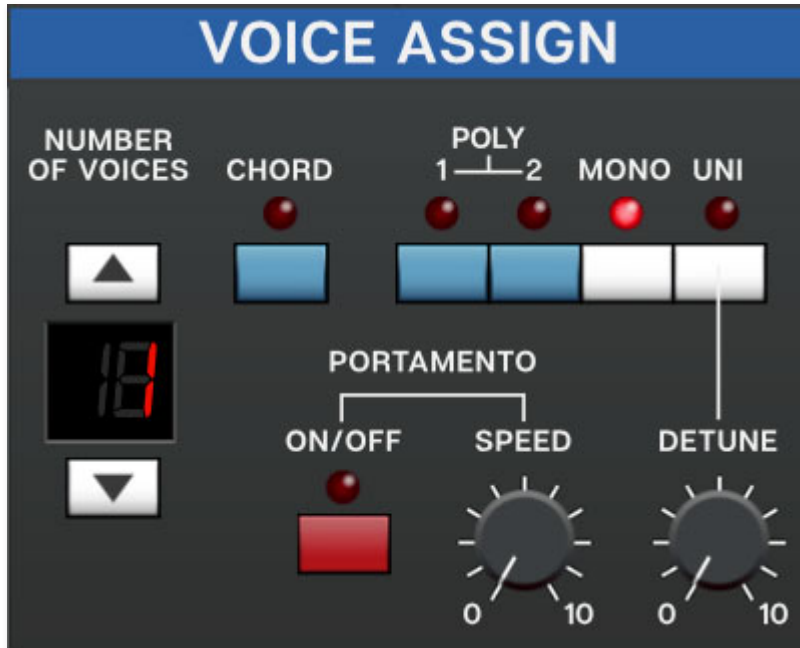 VOICE ASSIGN
NUMBER
OF VOICES
CHORD
POLY
1 2
MONO
UNI
1
PORTAMENTO
ON/OFF
SPEED
DETUNE
0 10
0 10